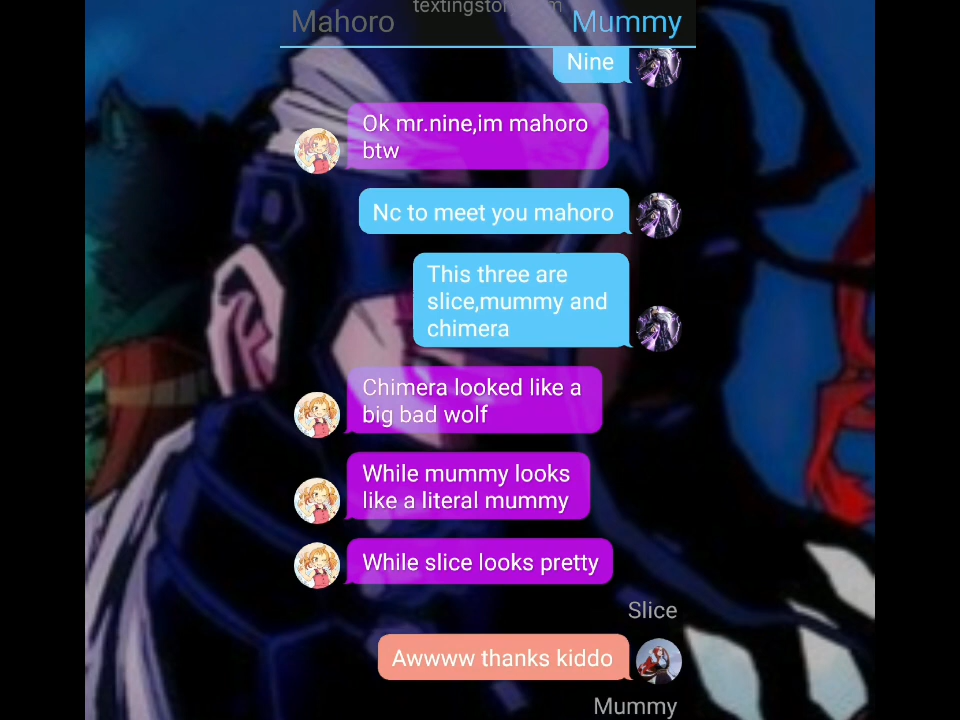 Mahoro
Mummy
Nine
Ok mr.nine,im mahoro
btw
Nc to meet you mahoro
This three are
slice,mummy and
chimera
Chimera looked like a
big bad wolf
While mummy looks
like a literal mummy
While slice looks pretty
Slice
Awwww thanks kiddo
Mummy